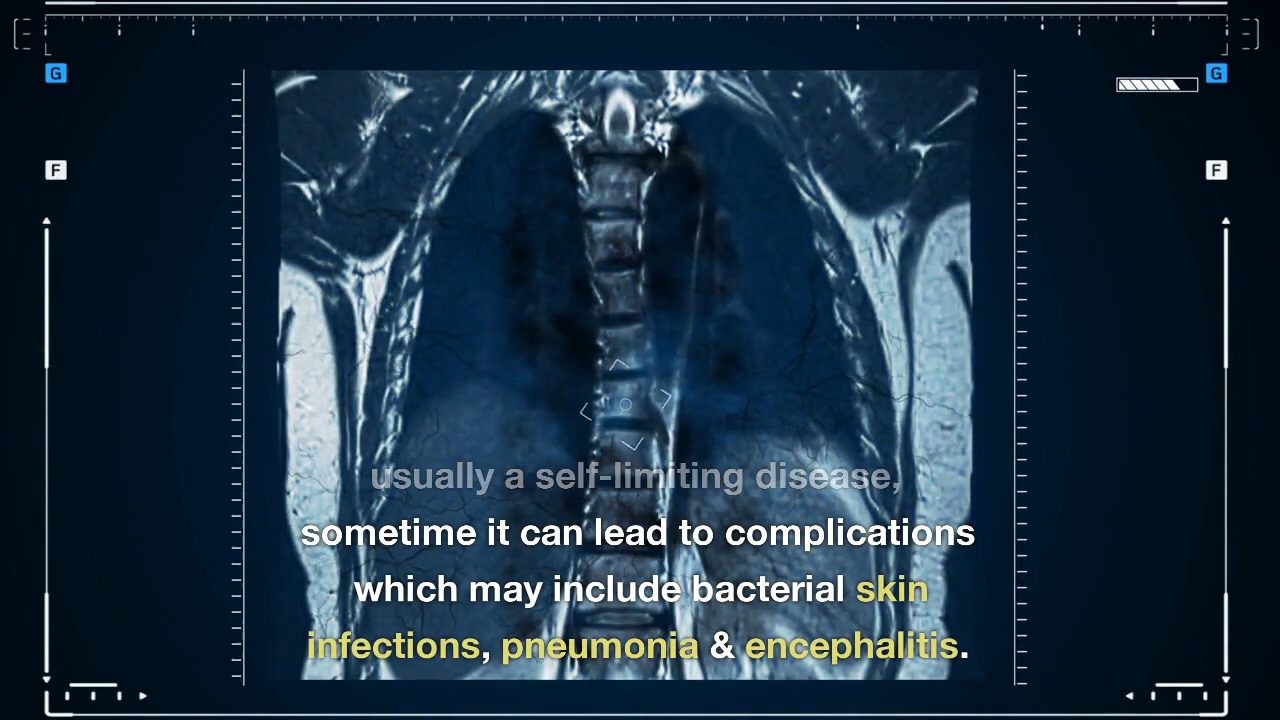 G
G
F
F
usually a self-limiting disease,
sometime it can lead to complications
which may include bacterial skin
infections, pneumonia & encephalitis.